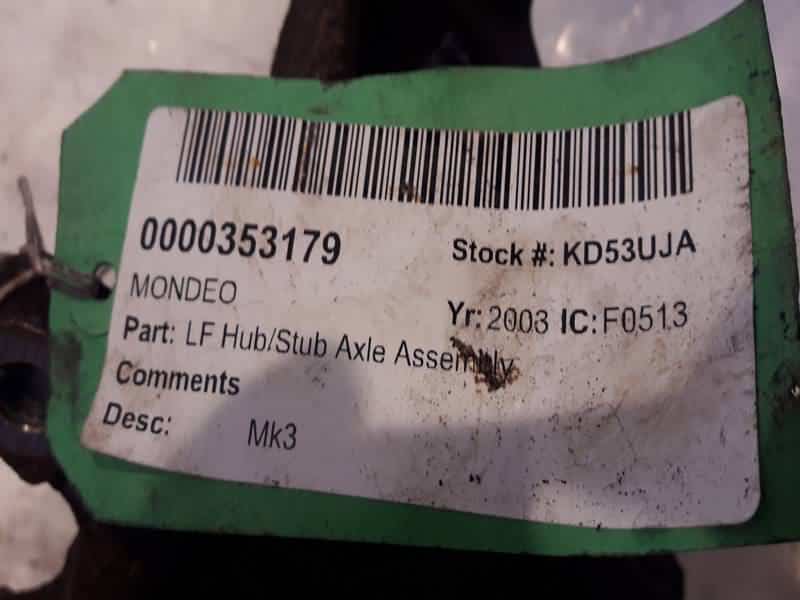 0000353179
Stock #: KD53UJA
MONDEO
Yr: 2003 IC: F0513
Part: LF Hub/Stub Axle Assembly
Comments
Desc: Mk3